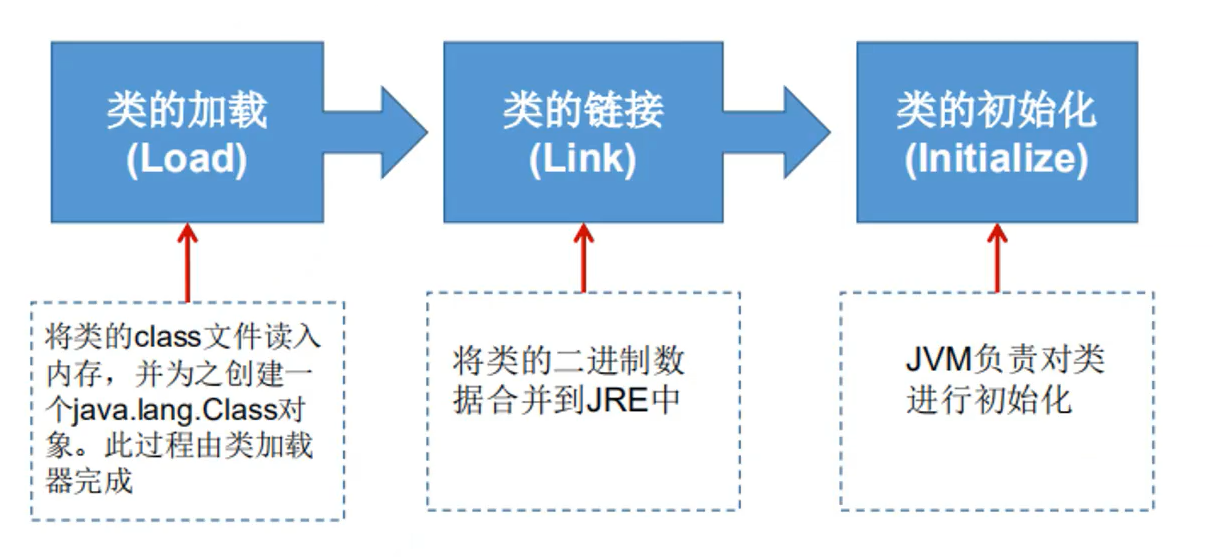 类的加载
(Load)
类的链接
(Link)
类的初始化
(Initialize)
将类的class文件读入
内存，并为之创建一
个java.lang.Class对
象。此过程由类加载
器完成
将类的二进制数
据合并到JRE中
JVM负责对类
进行初始化